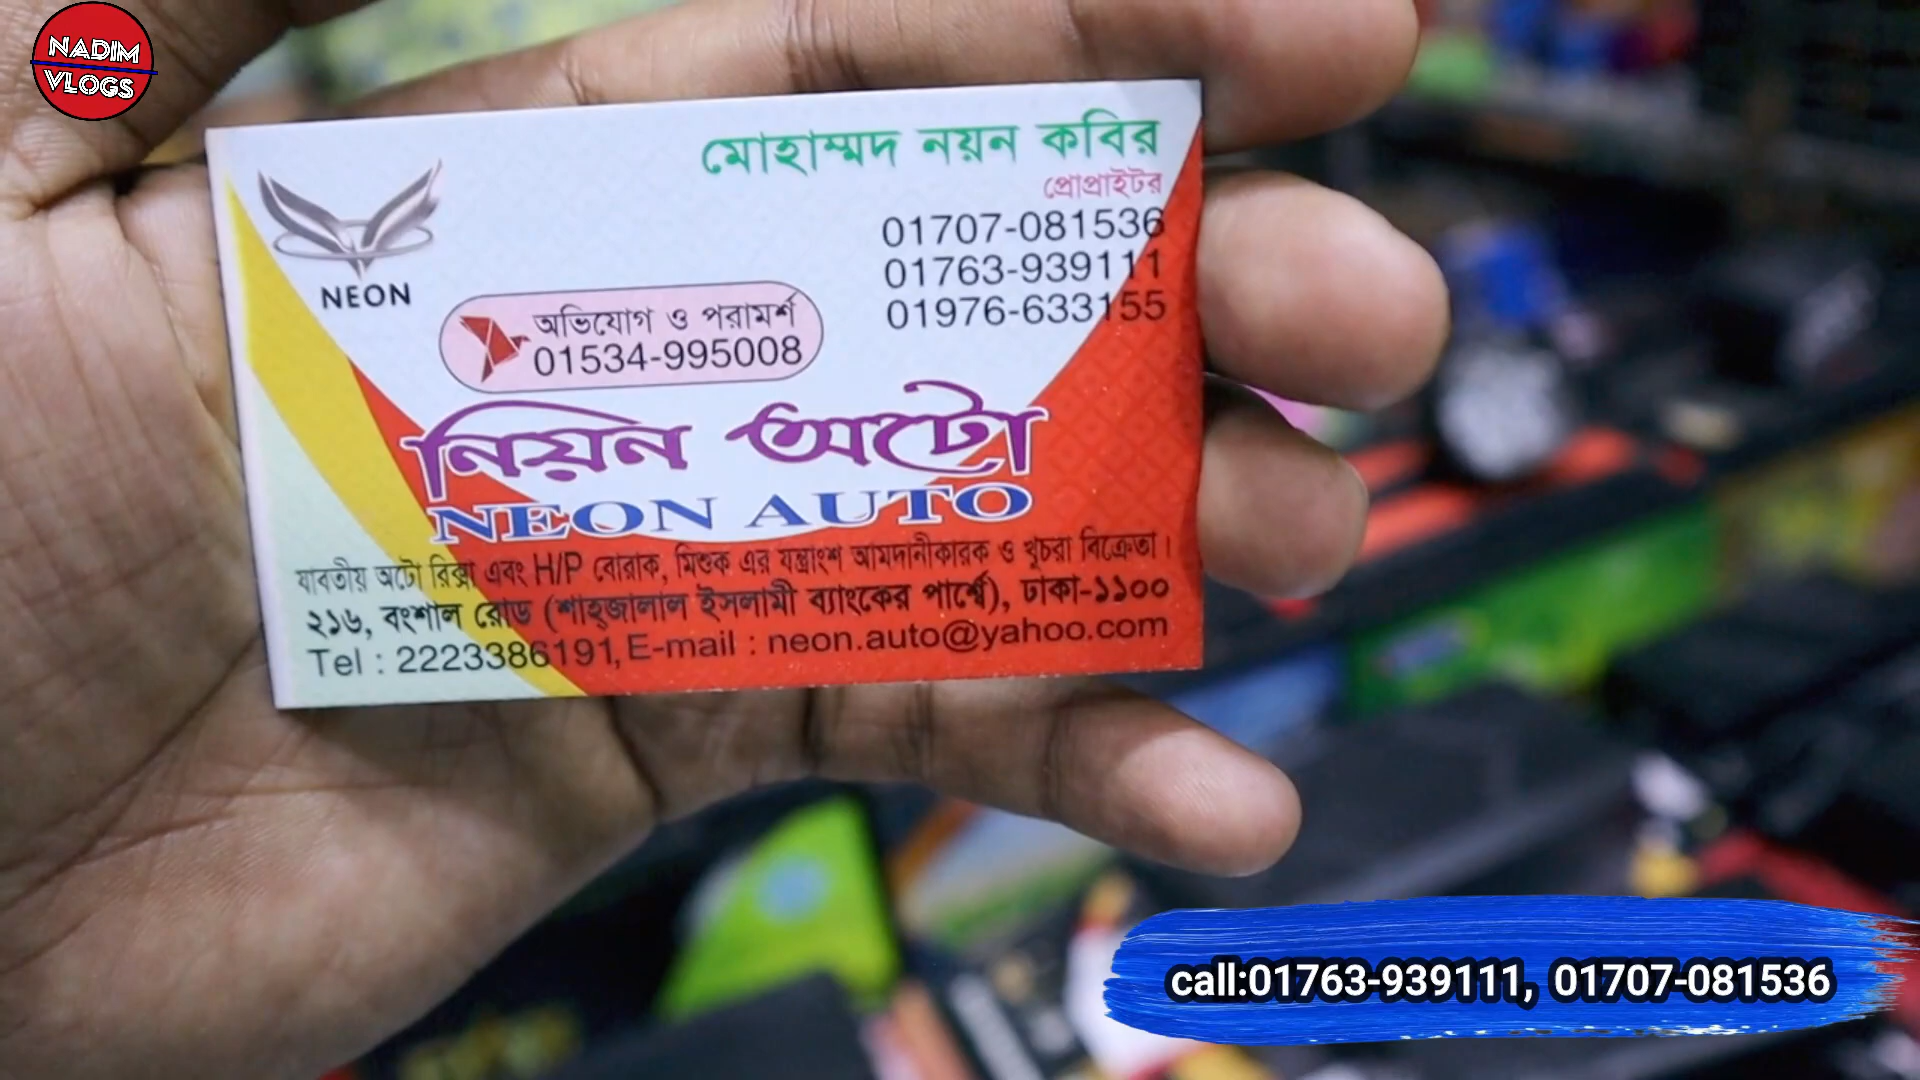 NADIM
VLOGS
মোহাম্মদ নয়ন কবির
প্রোপ্রাইটর
01707-081536
01763-939111
01976-633155
NEON
অভিযোগ ও পরামর্শ
01534-995008
নিয়ন অটো
NEON AUTO
যাবতীয় অটো রিক্সা এবং H/P বোরাক, মিশুক এর যন্ত্রাংশ আমদানীকারক ও খুচরা বিক্রেতা।
২১৬, বংশাল রোড (শাহ্জালাল ইসলামী ব্যাংকের পার্শ্বে), ঢাকা-১১০০
Tel : 2223386191, E-mail : neon.auto@yahoo.com
call:01763-939111, 01707-081536